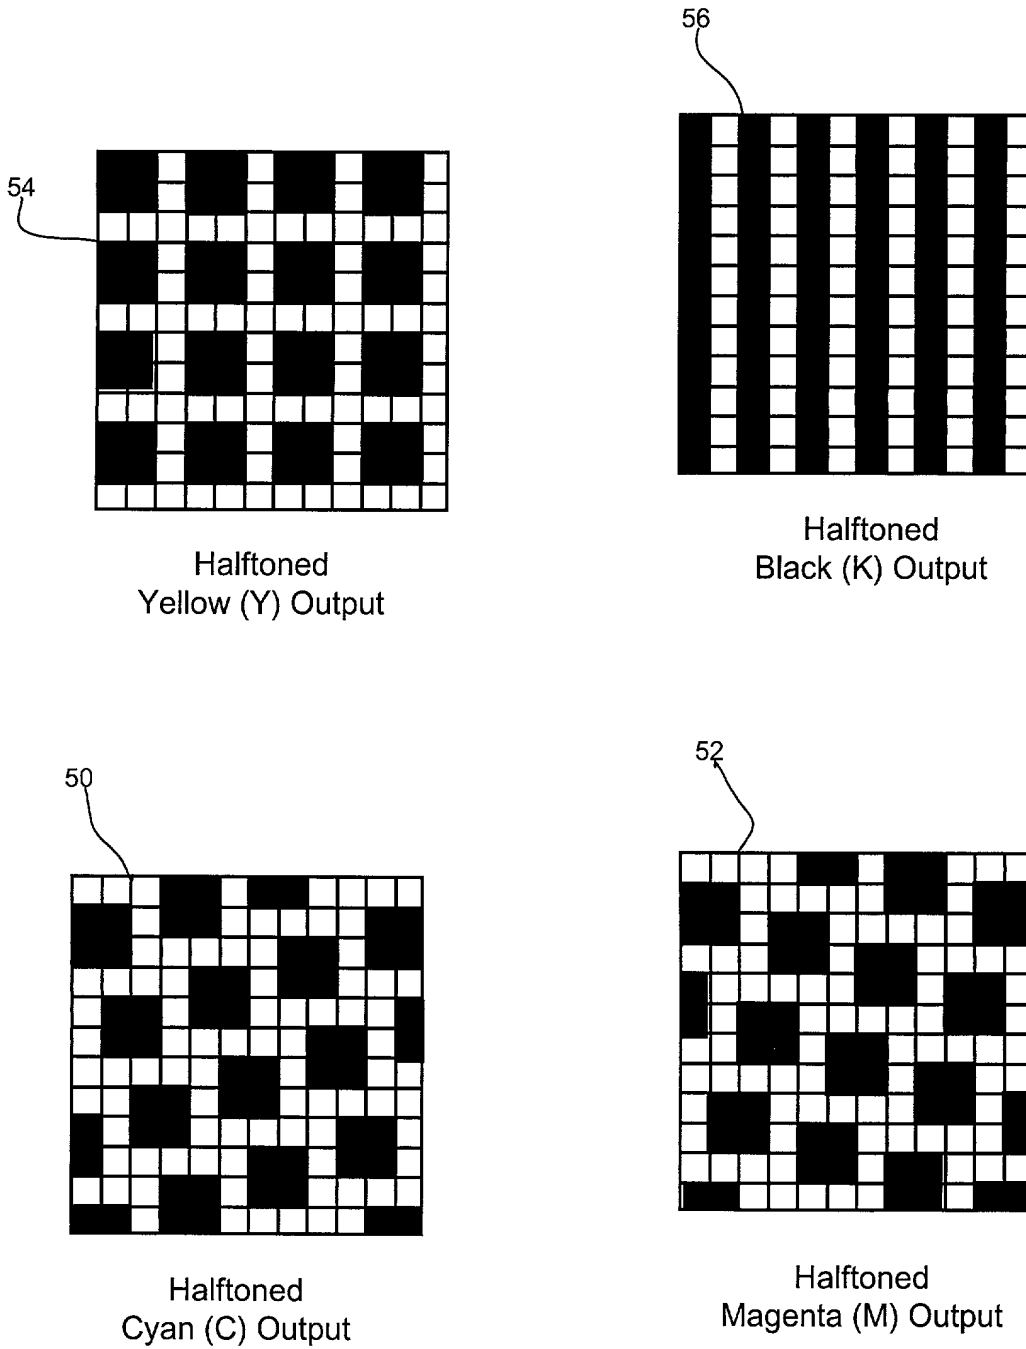 56
54
Halftoned
Yellow (Y) Output
Halftoned
Black (K) Output
50
52
Halftoned
Cyan (C) Output
Halftoned
Magenta (M) Output